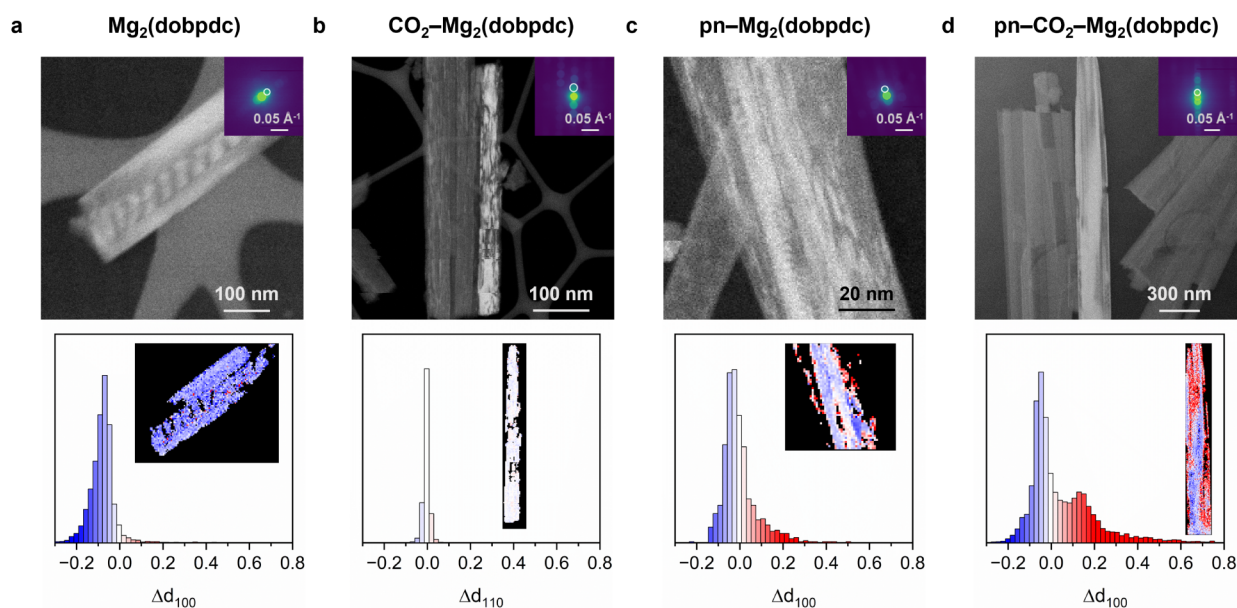 a Mg₂(dobpdc) b CO₂–Mg₂(dobpdc) c pn–Mg₂(dobpdc) d pn–CO₂–Mg₂(dobpdc)
0.05 Å⁻¹ 0.05 Å⁻¹ 0.05 Å⁻¹ 0.05 Å⁻¹
100 nm 100 nm 20 nm 300 nm
−0.2 0.0 0.2 0.4 0.6 0.8 −0.2 0.0 0.2 0.4 0.6 0.8 −0.2 0.0 0.2 0.4 0.6 0.8 −0.2 0.0 0.2 0.4 0.6 0.8
Δd₁₀₀ Δd₁₁₀ Δd₁₀₀ Δd₁₀₀